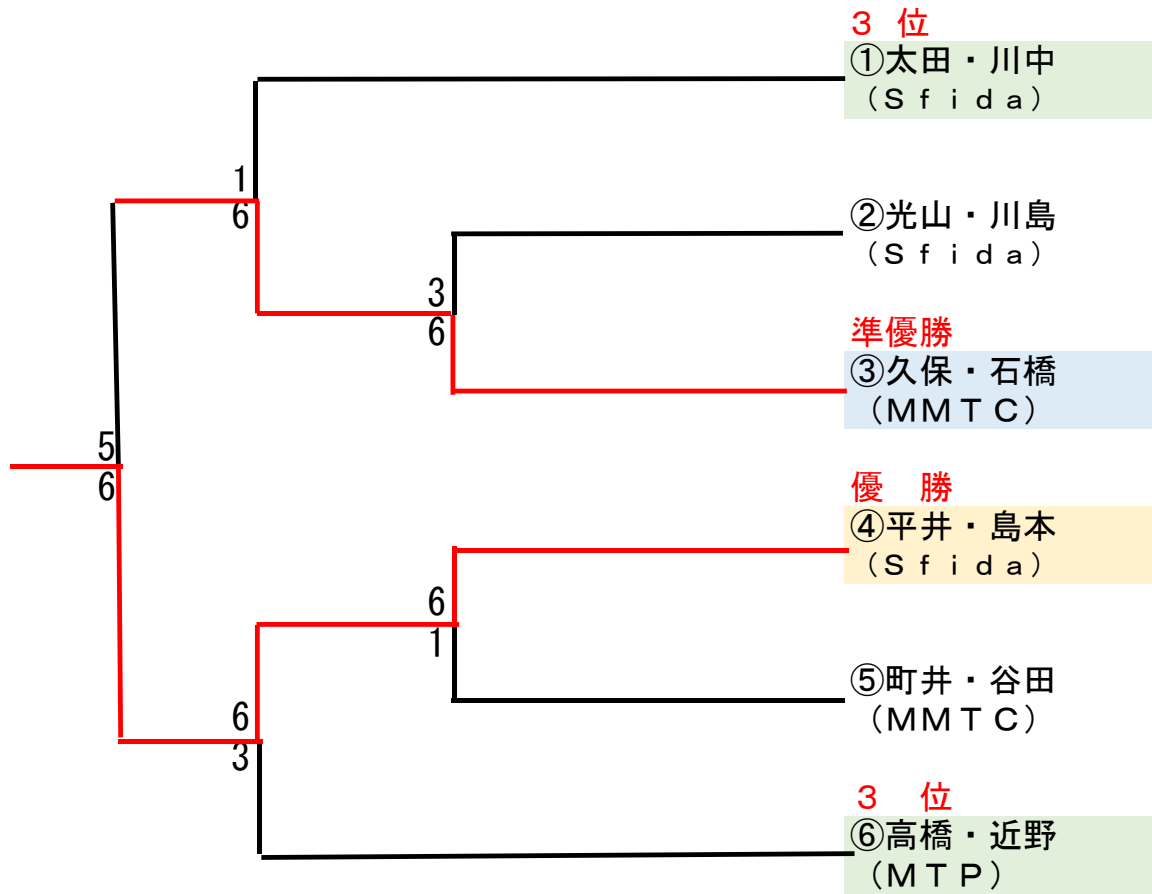 ３ 位
①太田・川中
（Ｓｆｉｄａ）
1
6
②光山・川島
（Ｓｆｉｄａ）
3
6
準優勝
③久保・石橋
（ＭＭＴＣ）
5
6
優　勝
④平井・島本
（Ｓｆｉｄａ）
6
1
⑤町井・谷田
（ＭＭＴＣ）
6
3
３　位
⑥高橋・近野
（ＭＴＰ）